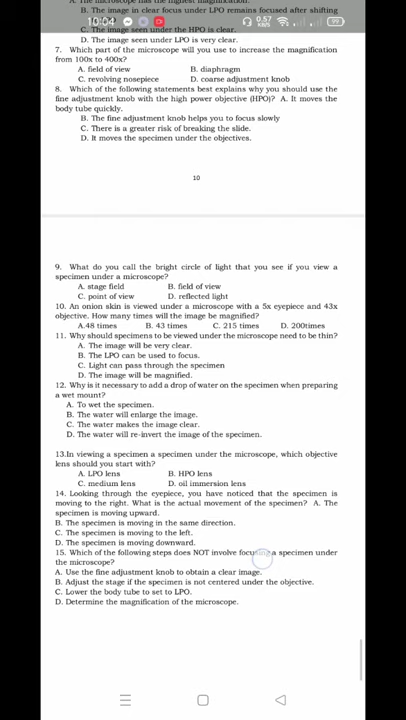 A. The microscope has the highest magnification.
B. The image in clear focus under LPO remains focused after shifting
10:04 0.57 99
C. The image seen under the HPO is clear.
D. The image seen under LPO is very clear.
7. Which part of the microscope will you use to increase the magnification
from 100x to 400x?
A. field of view B. diaphragm
C. revolving nosepiece D. coarse adjustment knob
8. Which of the following statements best explains why you should use the
fine adjustment knob with the high power objective (HPO)? A. It moves the
body tube quickly.
B. The fine adjustment knob helps you to focus slowly
C. There is a greater risk of breaking the slide.
D. It moves the specimen under the objectives.
10
9. What do you call the bright circle of light that you see if you view a
specimen under a microscope?
A. stage field B. field of view
C. point of view D. reflected light
10. An onion skin is viewed under a microscope with a 5x eyepiece and 43x
objective. How many times will the image be magnified?
A.48 times B. 43 times C. 215 times D. 200times
11. Why should specimens to be viewed under the microscope need to be thin?
A. The image will be very clear.
B. The LPO can be used to focus.
C. Light can pass through the specimen
D. The image will be magnified.
12. Why is it necessary to add a drop of water on the specimen when preparing
a wet mount?
A. To wet the specimen.
B. The water will enlarge the image.
C. The water makes the image clear.
D. The water will re-invert the image of the specimen.
13.In viewing a specimen a specimen under the microscope, which objective
lens should you start with?
A. LPO lens B. HPO lens
C. medium lens D. oil immersion lens
14. Looking through the eyepiece, you have noticed that the specimen is
moving to the right. What is the actual movement of the specimen? A. The
specimen is moving upward.
B. The specimen is moving in the same direction.
C. The specimen is moving to the left.
D. The specimen is moving downward.
15. Which of the following steps does NOT involve focusing a specimen under
the microscope?
A. Use the fine adjustment knob to obtain a clear image.
B. Adjust the stage if the specimen is not centered under the objective.
C. Lower the body tube to set to LPO.
D. Determine the magnification of the microscope.